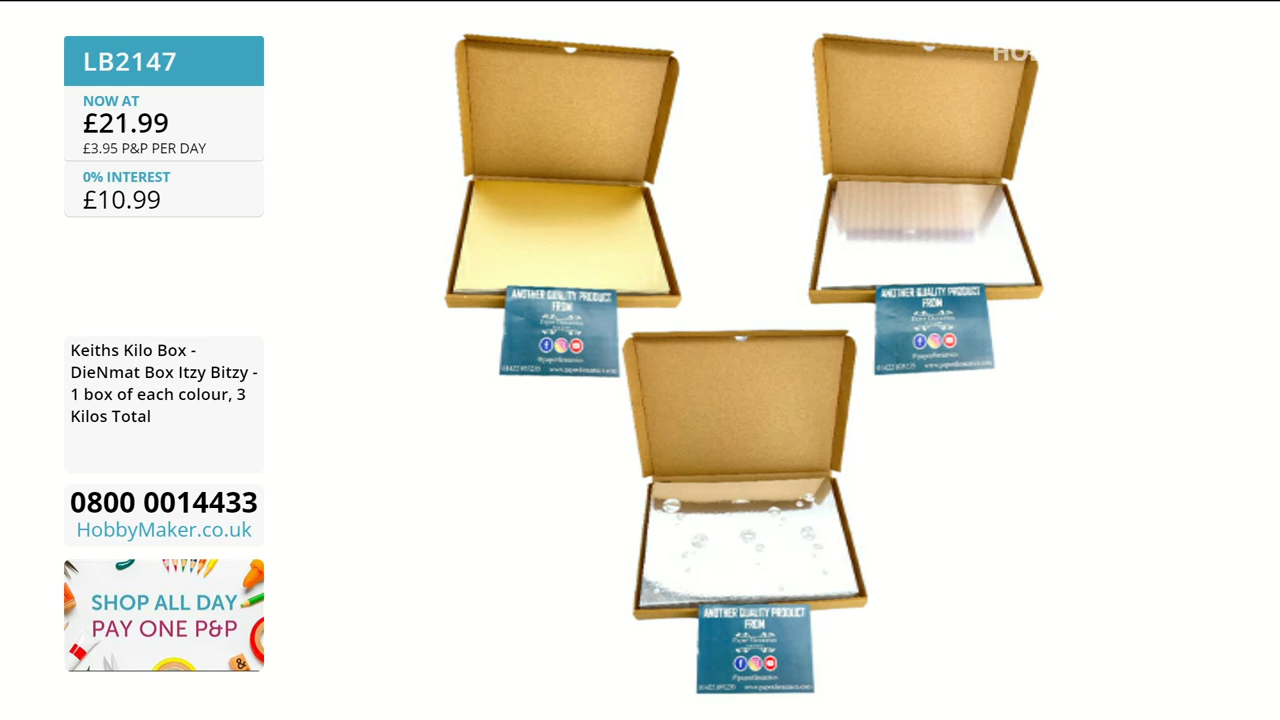 LB2147
NOW AT
£21.99
£3.95 P&P PER DAY
0% INTEREST
£10.99
Keiths Kilo Box -
DieNmat Box Itzy Bitzy -
1 box of each colour, 3
Kilos Total
0800 0014433
HobbyMaker.co.uk
SHOP ALL DAY
PAY ONE P&P
&
ANOTHER QUALITY PRODUCT
FROM
ANOTHER QUALITY PRODUCT
FROM
ANOTHER QUALITY PRODUCT
FROM